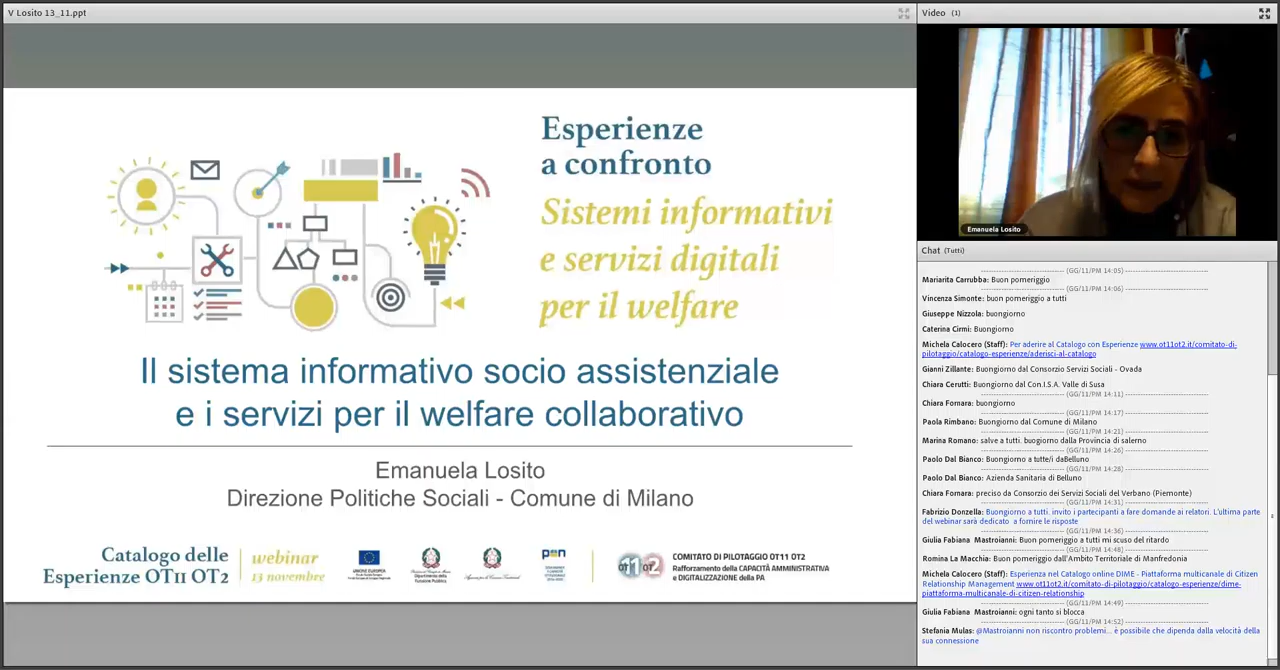 V Losito 13_11.ppt
Esperienze
a confronto
Sistemi informativi
e servizi digitali
per il welfare
Il sistema informativo socio assistenziale
e i servizi per il welfare collaborativo
Emanuela Losito
Direzione Politiche Sociali - Comune di Milano
Catalogo delle
Esperienze OT11 OT2
webinar
13 novembre
UNIONE EUROPEA
pon
ot11 ot2
COMITATO DI PILOTAGGIO OT11 OT2
Rafforzamento della CAPACITÀ AMMINISTRATIVA
e DIGITALIZZAZIONE della PA
Video (1)
Emanuela Losito
Chat (Tutti)
(GG/11/PM 14:05)
Mariarita Carrubba: Buon pomeriggio
(GG/11/PM 14:06)
Vincenza Simonte: buon pomeriggio a tutti
Giuseppe Nizzola: buongiorno
Caterina Cirmi: Buongiorno
Michela Calocero (Staff): Per aderire al Catalogo con Esperienze www.ot11ot2.it/comitato-di-
pilotaggio/catalogo-esperienze/aderisci-al-catalogo
Gianni Zillante: Buongiorno dal Consorzio Servizi Sociali - Ovada
Chiara Cerutti: Buongiorno dal Con.I.S.A. Valle di Susa
(GG/11/PM 14:11)
Chiara Fornara: buongiorno
(GG/11/PM 14:17)
Paola Rimbano: Buongiorno dal Comune di Milano
(GG/11/PM 14:21)
Marina Romano: salve a tutti. buogiorno dalla Provincia di salerno
(GG/11/PM 14:26)
Paolo Dal Bianco: Buongiorno a tutte/i daBelluno
(GG/11/PM 14:28)
Paolo Dal Bianco: Azienda Sanitaria di Belluno
Chiara Fornara: preciso da Consorzio dei Servizi Sociali del Verbano (Piemonte)
(GG/11/PM 14:31)
Fabrizio Donzella: Buongiorno a tutti. invito i partecipanti a fare domande ai relatori. L'ultima parte
del webinar sarà dedicato a fornire le risposte
(GG/11/PM 14:36)
Giulia Fabiana Mastroianni: Buon pomeriggio a tutti mi scuso del ritardo
(GG/11/PM 14:48)
Romina La Macchia: Buon pomeriggio dall'Ambito Territoriale di Manfredonia
Michela Calocero (Staff): Esperienza nel Catalogo online DIME - Piattaforma multicanale di Citizen
Relationship Management www.ot11ot2.it/comitato-di-pilotaggio/catalogo-esperienze/dime-
piattaforma-multicanale-di-citizen-relationship
(GG/11/PM 14:49)
Giulia Fabiana Mastroianni: ogni tanto si blocca
(GG/11/PM 14:52)
Stefania Mulas: @Mastroianni non riscontro problemi... è possibile che dipenda dalla velocità della
sua connessione